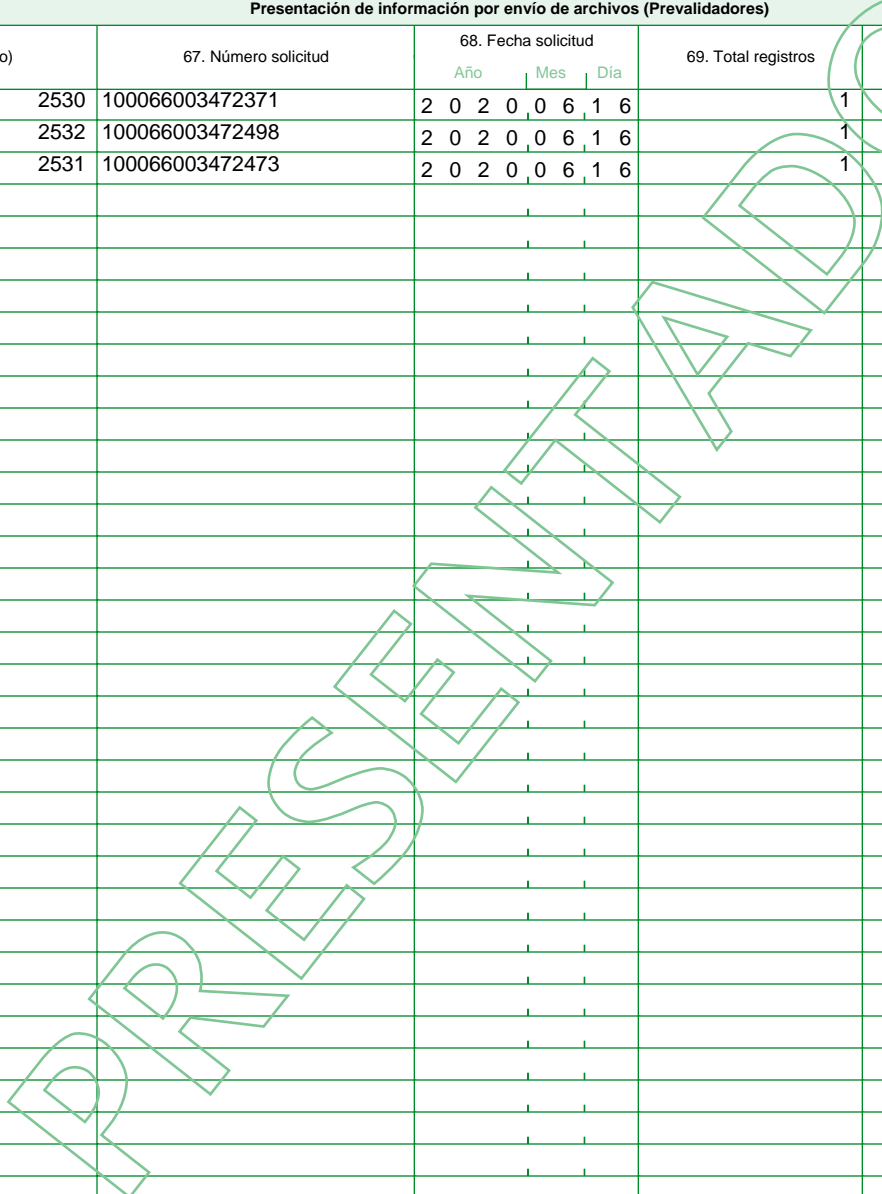 Presentación de información por envío de archivos (Prevalidadores)
o) 67. Número solicitud 68. Fecha solicitud 69. Total registros
Año Mes Día
2530 100066003472371 2 0 2 0 0 6 1 6 1
2532 100066003472498 2 0 2 0 0 6 1 6 1
2531 100066003472473 2 0 2 0 0 6 1 6 1
PRESENTADO